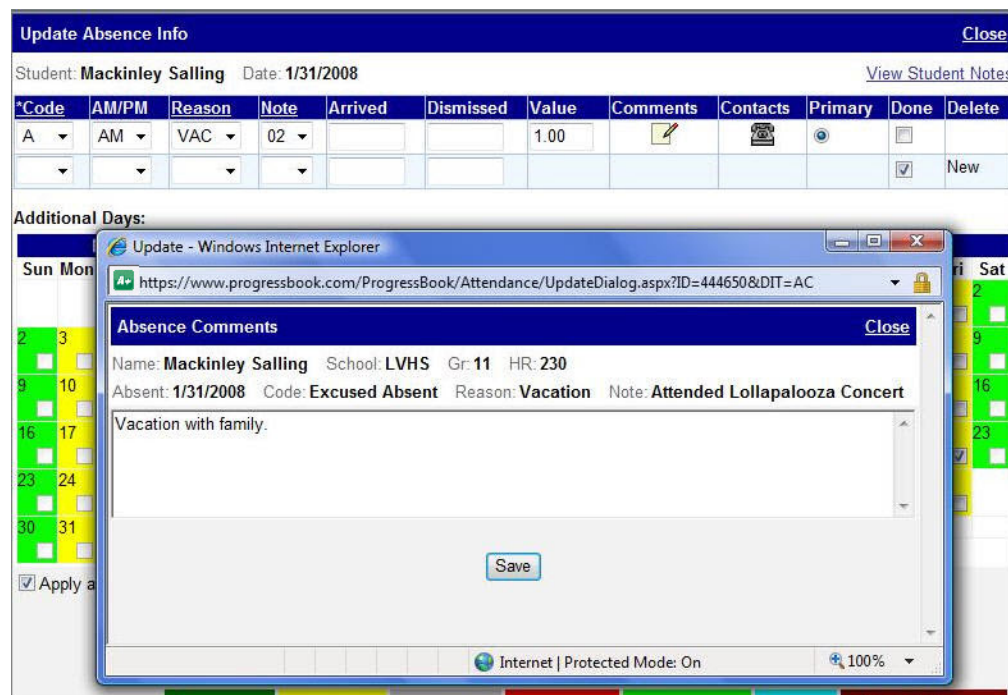 Update Absence Info Close
Student: Mackinley Salling Date: 1/31/2008 View Student Notes
*Code AM/PM Reason Note Arrived Dismissed Value Comments Contacts Primary Done Delete
A AM VAC 02 1.00
New
Additional Days:
Update - Windows Internet Explorer
Sun Mon ri Sat
A+ https://www.progressbook.com/ProgressBook/Attendance/UpdateDialog.aspx?ID=444650&DIT=AC
2
Absence Comments Close
2 3 9
Name: Mackinley Salling School: LVHS Gr: 11 HR: 230
9 10 16
Absent: 1/31/2008 Code: Excused Absent Reason: Vacation Note: Attended Lollapalooza Concert
Vacation with family.
16 17 23
23 24
30 31
Save
Apply a
Internet | Protected Mode: On 100%